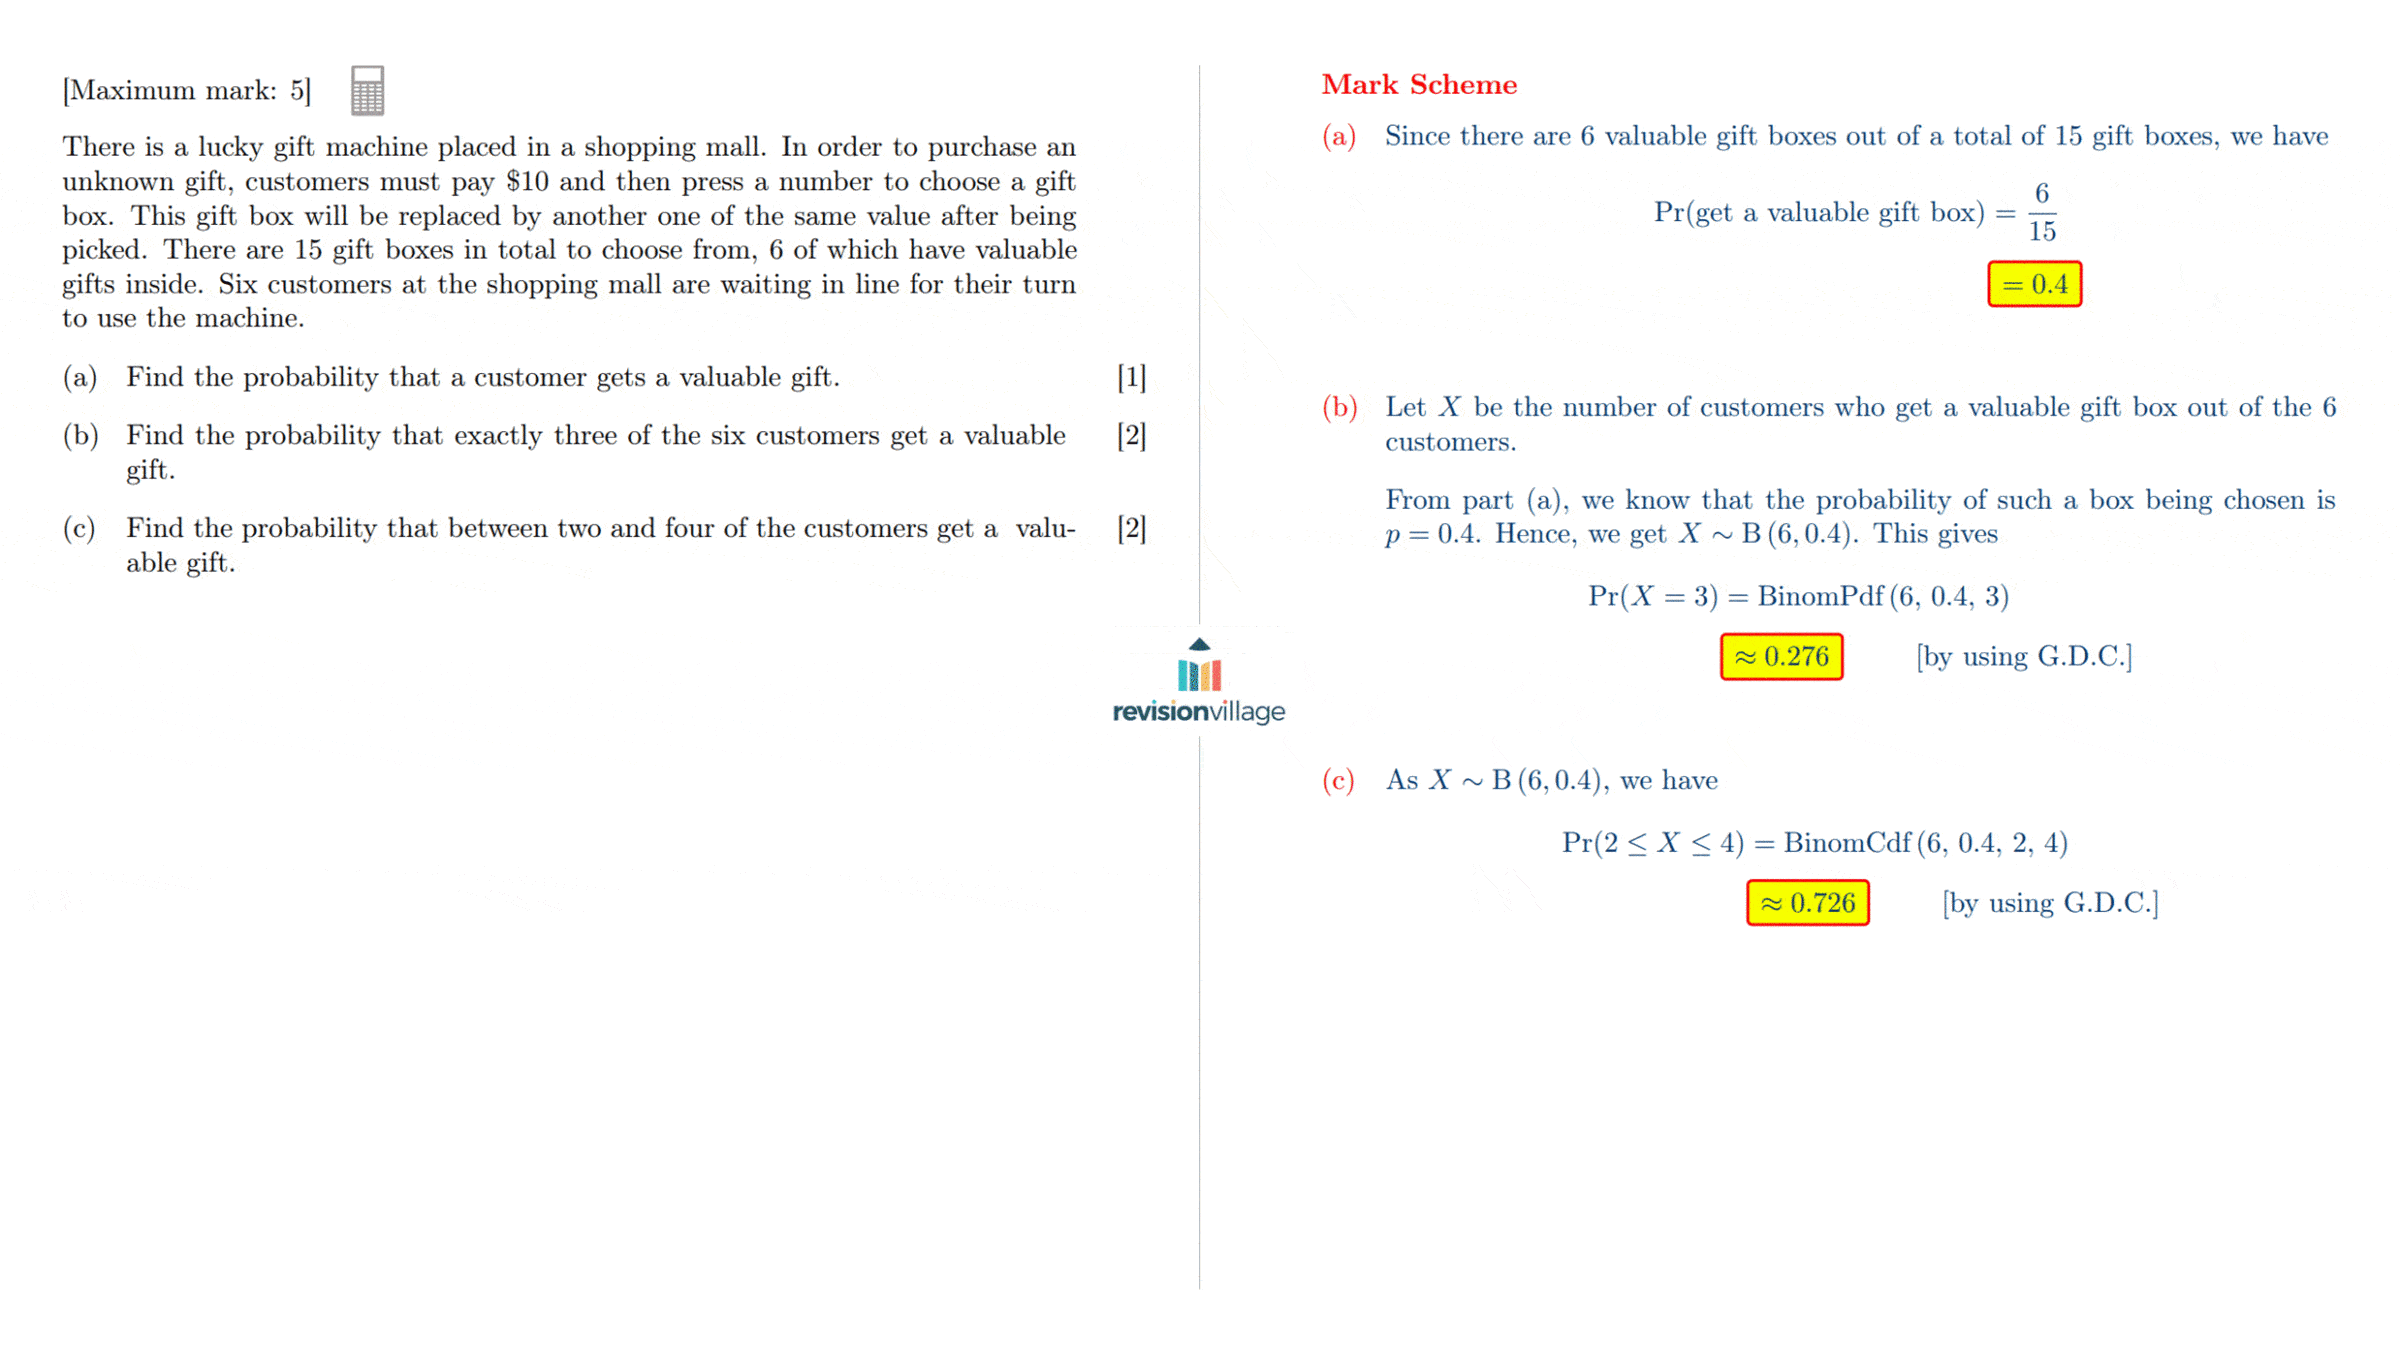 [Maximum mark: 5]
There is a lucky gift machine placed in a shopping mall. In order to purchase an
unknown gift, customers must pay $10 and then press a number to choose a gift
box. This gift box will be replaced by another one of the same value after being
picked. There are 15 gift boxes in total to choose from, 6 of which have valuable
gifts inside. Six customers at the shopping mall are waiting in line for their turn
to use the machine.
(a) Find the probability that a customer gets a valuable gift. [1]
(b) Find the probability that exactly three of the six customers get a valuable [2]
gift.
(c) Find the probability that between two and four of the customers get a valu- [2]
able gift.
revisionvillage
Mark Scheme
(a) Since there are 6 valuable gift boxes out of a total of 15 gift boxes, we have
Pr(get a valuable gift box) = 6/15
= 0.4
(b) Let X be the number of customers who get a valuable gift box out of the 6
customers.
From part (a), we know that the probability of such a box being chosen is
p = 0.4. Hence, we get X ∼ B (6, 0.4). This gives
Pr(X = 3) = BinomPdf (6, 0.4, 3)
≈ 0.276 [by using G.D.C.]
(c) As X ∼ B (6, 0.4), we have
Pr(2 ≤ X ≤ 4) = BinomCdf (6, 0.4, 2, 4)
≈ 0.726 [by using G.D.C.]